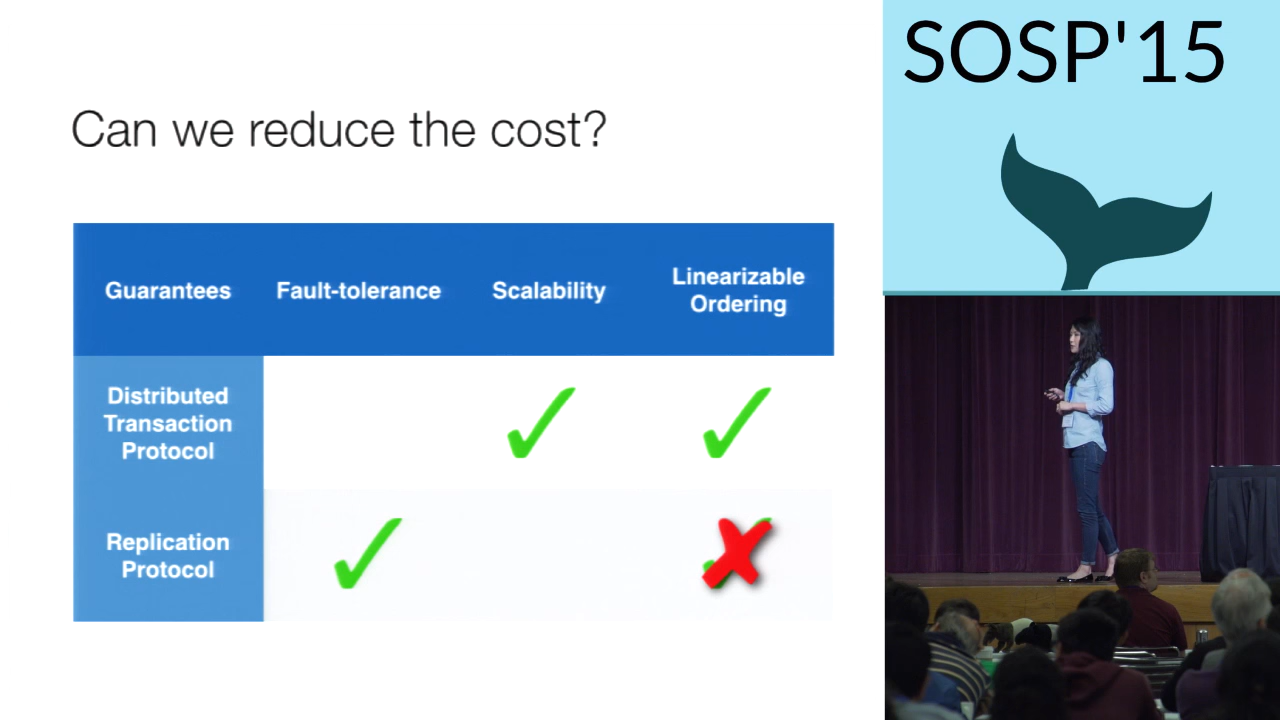 Can we reduce the cost?
Guarantees
Fault-tolerance
Scalability
Linearizable
Ordering
Distributed
Transaction
Protocol
Replication
Protocol
SOSP'15